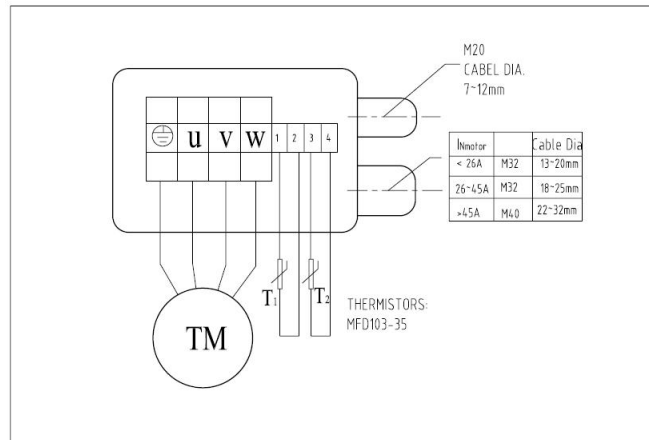 M20
CABEL DIA.
7~12mm
u V W 1 2 3 4
INmotor Cable Dia
< 26A M32 13~20mm
26~45A M32 18~25mm
>45A M40 22~32mm
T1 T2
THERMISTORS:
MFD103-35
TM